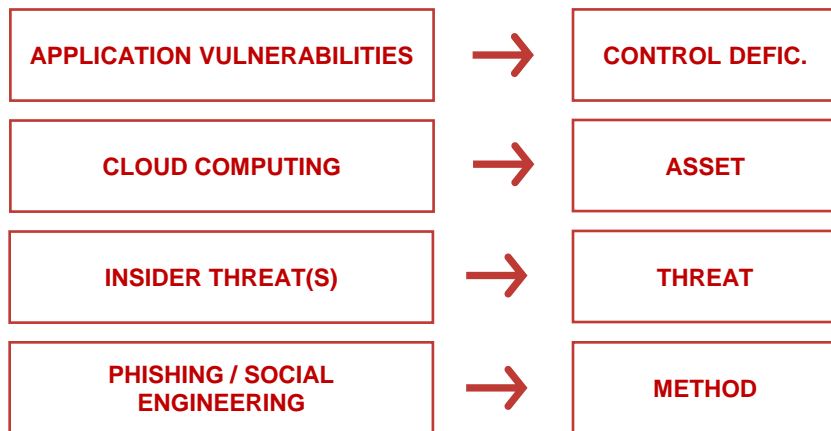 APPLICATION VULNERABILITIES
CONTROL DEFIC.
CLOUD COMPUTING
ASSET
INSIDER THREAT(S)
THREAT
PHISHING / SOCIAL
ENGINEERING
METHOD